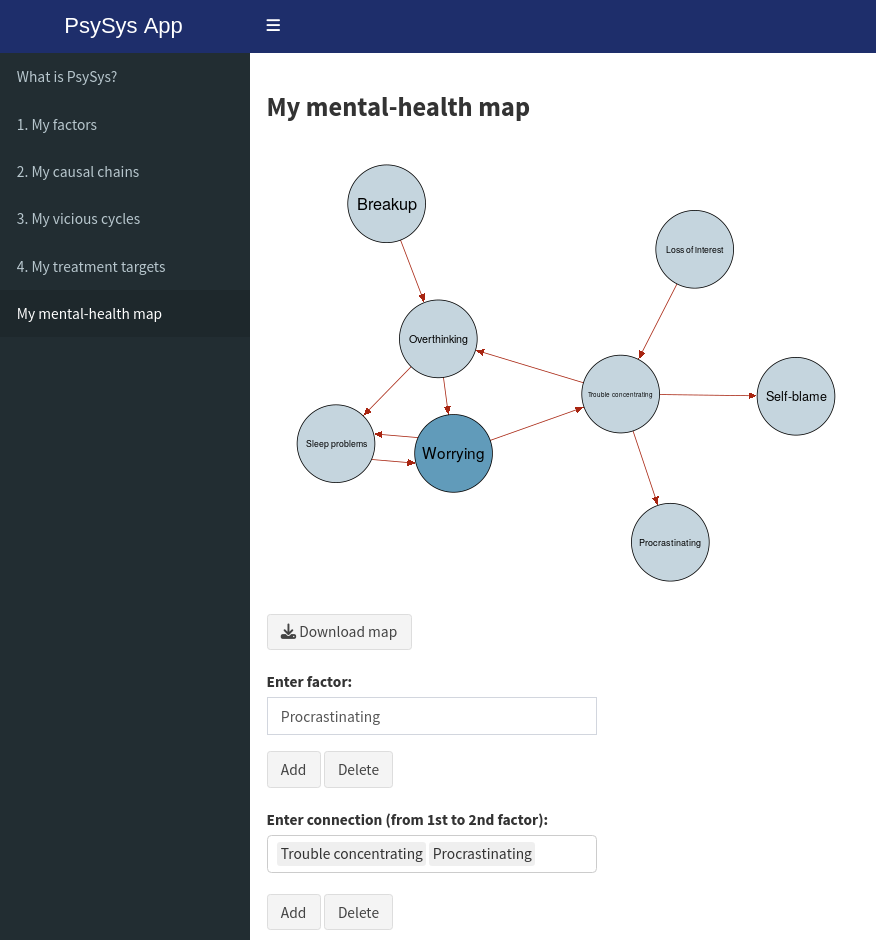 PsySys App
What is PsySys?
1. My factors
2. My causal chains
3. My vicious cycles
4. My treatment targets
My mental-health map
My mental-health map
Breakup
Loss of interest
Overthinking
Trouble concentrating
Self-blame
Sleep problems
Worrying
Procrastinating
Download map
Enter factor:
Procrastinating
Add Delete
Enter connection (from 1st to 2nd factor):
Trouble concentrating Procrastinating
Add Delete